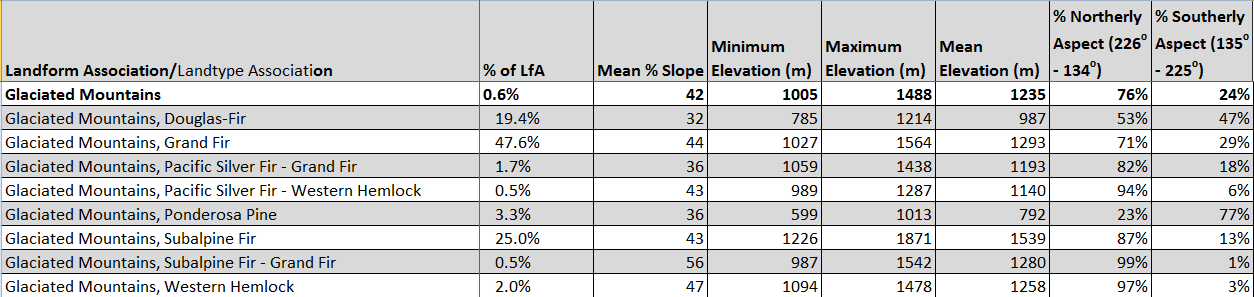 Landform Association/Landtype Association | % of LfA | Mean % Slope | Minimum Elevation (m) | Maximum Elevation (m) | Mean Elevation (m) | % Northerly Aspect (226° - 134°) | % Southerly Aspect (135° - 225°)
Glaciated Mountains | 0.6% | 42 | 1005 | 1488 | 1235 | 76% | 24%
Glaciated Mountains, Douglas-Fir | 19.4% | 32 | 785 | 1214 | 987 | 53% | 47%
Glaciated Mountains, Grand Fir | 47.6% | 44 | 1027 | 1564 | 1293 | 71% | 29%
Glaciated Mountains, Pacific Silver Fir - Grand Fir | 1.7% | 36 | 1059 | 1438 | 1193 | 82% | 18%
Glaciated Mountains, Pacific Silver Fir - Western Hemlock | 0.5% | 43 | 989 | 1287 | 1140 | 94% | 6%
Glaciated Mountains, Ponderosa Pine | 3.3% | 36 | 599 | 1013 | 792 | 23% | 77%
Glaciated Mountains, Subalpine Fir | 25.0% | 43 | 1226 | 1871 | 1539 | 87% | 13%
Glaciated Mountains, Subalpine Fir - Grand Fir | 0.5% | 56 | 987 | 1542 | 1280 | 99% | 1%
Glaciated Mountains, Western Hemlock | 2.0% | 47 | 1094 | 1478 | 1258 | 97% | 3%